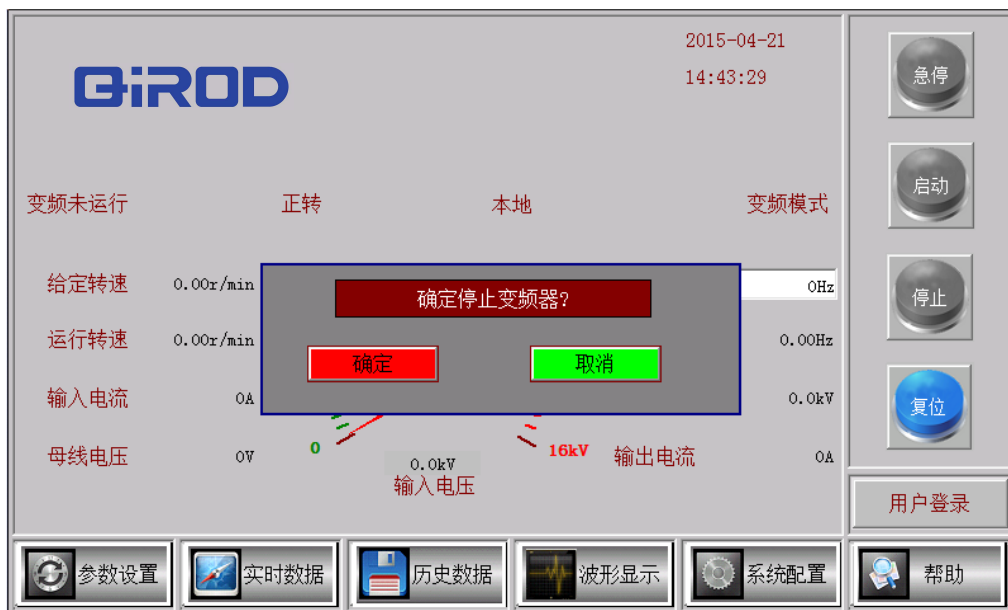 2015-04-21
QiROD
14:43:29
急停
启动
变频未运行 正转 本地 变频模式
给定转速 0.00r/min 0Hz
确定停止变频器?
停止
运行转速 0.00r/min 0.00Hz
确定 取消
输入电流 0A 0.0kV
复位
母线电压 0V 0 16kV 输出电流 0A
0.0kV
输入电压
用户登录
参数设置 实时数据 历史数据 波形显示 系统配置 帮助